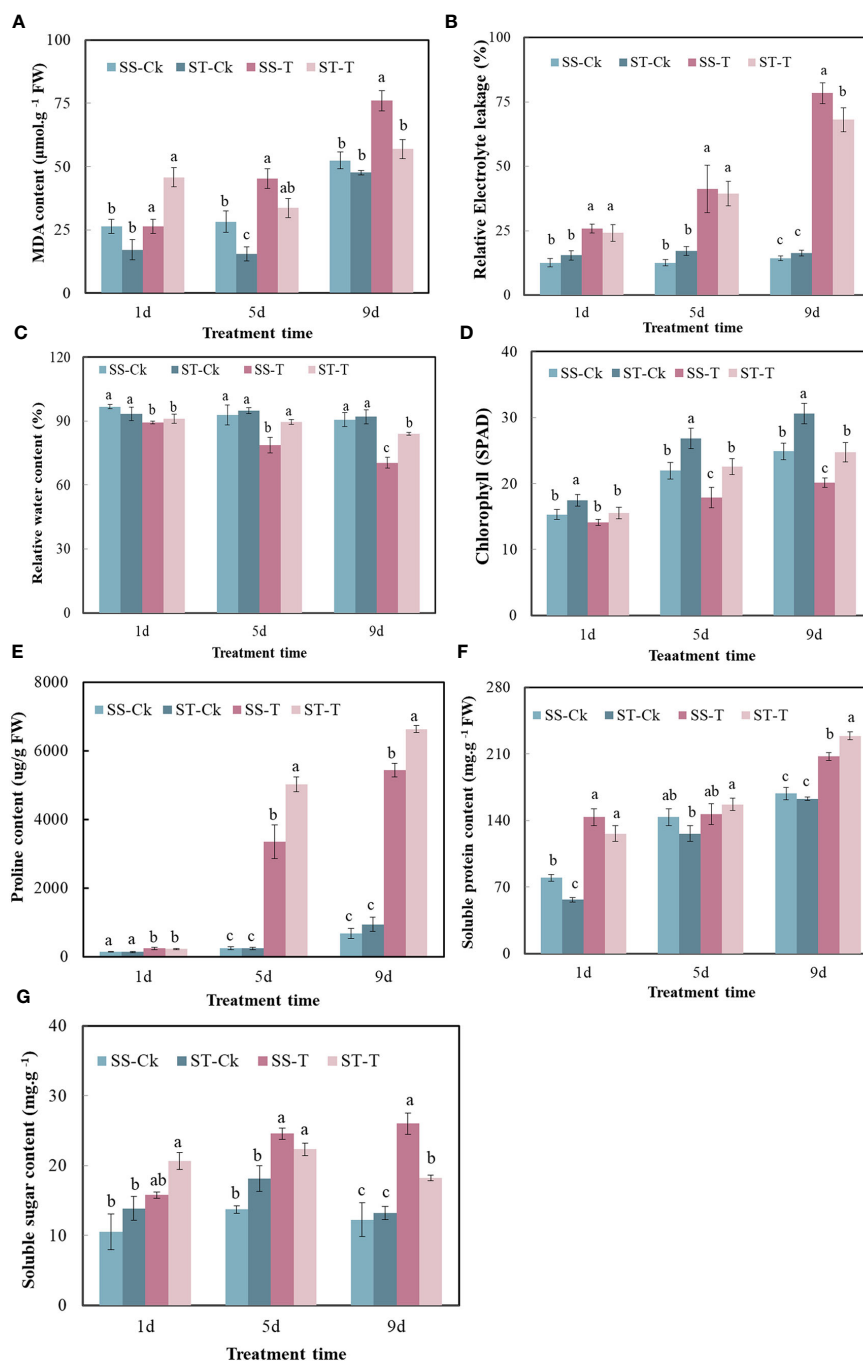 A
MDA content (μmol.g⁻¹ FW)
100
75
50
25
0
SS-Ck ST-Ck SS-T ST-T
b b a a
b c a ab
b b a b
1d 5d 9d
Treatment time
B
Relative Electrolyte leakage (%)
100
75
50
25
0
SS-Ck ST-Ck SS-T ST-T
b b a a
b b a a
c c a b
1d 5d 9d
Treatment time
C
Relative water content (%)
120
90
60
30
0
SS-Ck ST-Ck SS-T ST-T
a a b b
a a b a
a a c b
1d 5d 9d
Treatment time
D
Chlorophyll (SPAD)
40
30
20
10
0
SS-Ck ST-Ck SS-T ST-T
b a b b
b a c b
b a c b
1d 5d 9d
Teaatment time
E
Proline content (ug/g FW)
8000
6000
4000
2000
0
SS-Ck ST-Ck SS-T ST-T
a a b b
c c b a
c c b a
1d 5d 9d
Treatment time
F
Soluble protein content (mg.g⁻¹ FW)
280
210
140
70
0
SS-Ck ST-Ck SS-T ST-T
b c a a
ab b ab a
c c b a
1d 5d 9d
Treatment time
G
Soluble sugar content (mg.g⁻¹)
40
30
20
10
0
SS-Ck ST-Ck SS-T ST-T
b b ab a
b b a a
c c a b
1d 5d 9d
Treatment time